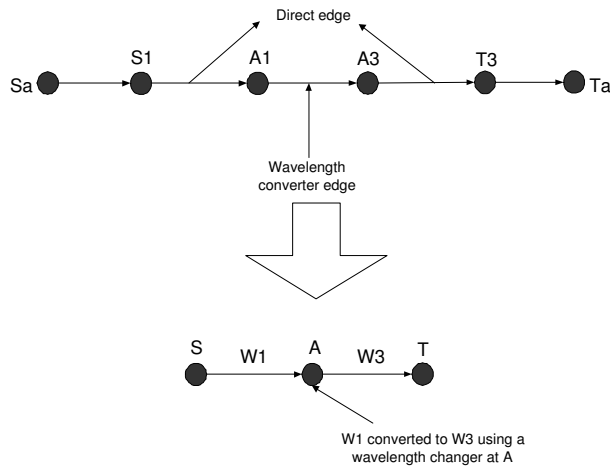 Direct edge
Sa
S1
A1
A3
T3
Ta
Wavelength
converter edge
S
W1
A
W3
T
W1 converted to W3 using a
wavelength changer at A